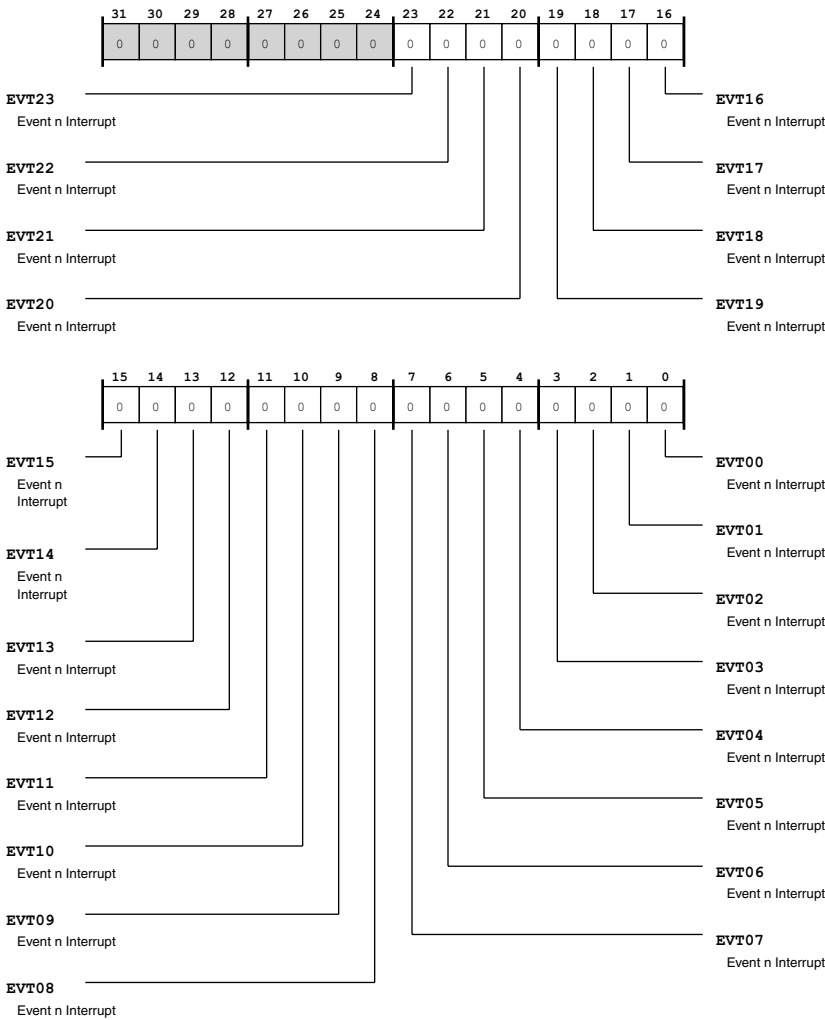 31 30 29 28 27 26 25 24 23 22 21 20 19 18 17 16
0 0 0 0 0 0 0 0 0 0 0 0 0 0 0 0
EVT23
Event n Interrupt
EVT22
Event n Interrupt
EVT21
Event n Interrupt
EVT20
Event n Interrupt
EVT16
Event n Interrupt
EVT17
Event n Interrupt
EVT18
Event n Interrupt
EVT19
Event n Interrupt
15 14 13 12 11 10 9 8 7 6 5 4 3 2 1 0
0 0 0 0 0 0 0 0 0 0 0 0 0 0 0 0
EVT15
Event n
Interrupt
EVT14
Event n
Interrupt
EVT13
Event n Interrupt
EVT12
Event n Interrupt
EVT11
Event n Interrupt
EVT10
Event n Interrupt
EVT09
Event n Interrupt
EVT08
Event n Interrupt
EVT00
Event n Interrupt
EVT01
Event n Interrupt
EVT02
Event n Interrupt
EVT03
Event n Interrupt
EVT04
Event n Interrupt
EVT05
Event n Interrupt
EVT06
Event n Interrupt
EVT07
Event n Interrupt